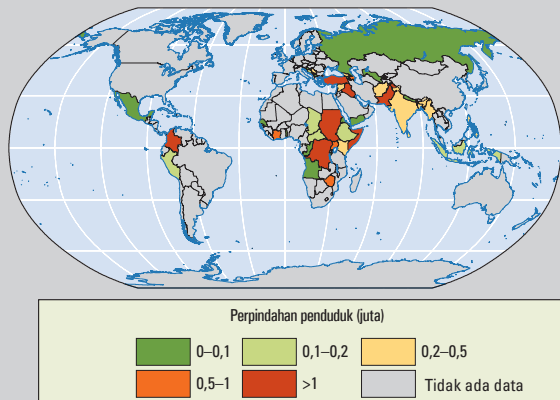 Perpindahan penduduk (juta)
0–0,1 0,1–0,2 0,2–0,5
0,5–1 >1 Tidak ada data